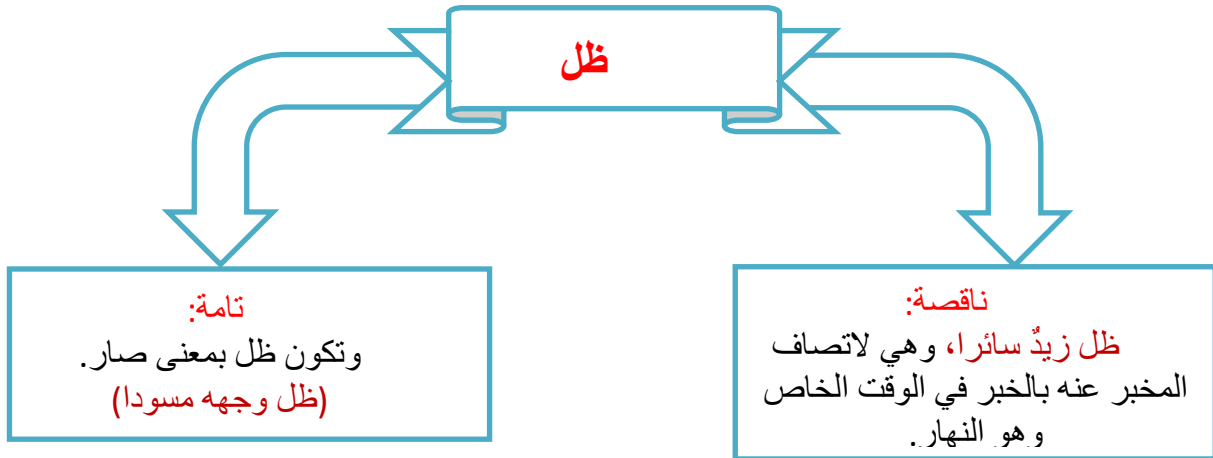 ظل
ناقصة:
ظل زيدٌ سائرا، وهي لاتصاف
المخبر عنه بالخبر في الوقت الخاص
وهو النهار.
تامة:
وتكون ظل بمعنى صار.
(ظل وجهه مسودا)